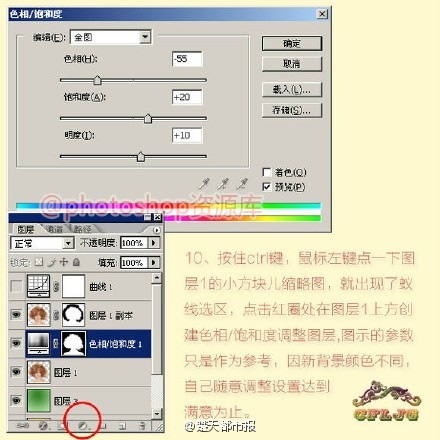 色相/饱和度
编辑(E): 全图
确定
色相(H): -55
取消
饱和度(A): +20
载入(L)...
存储(S)...
明度(I): +10
着色(O)
预览(P)
@photoshop资源库
图层 通道 路径
正常 不透明度: 100%
锁定: 填充: 100%
曲线 1
图层 1 副本
色相/饱和度 1
图层 1
图层 3
10、按住ctrl键，鼠标左键点一下图
层1的小方块儿缩略图，就出现了蚁
线选区，点击红圈处在图层1上方创
建色相/饱和度调整图层,图示的参数
只是作为参考，因新背景颜色不同，
自己随意调整设置达到
满意为止。
GFLJG
@楚天都市报